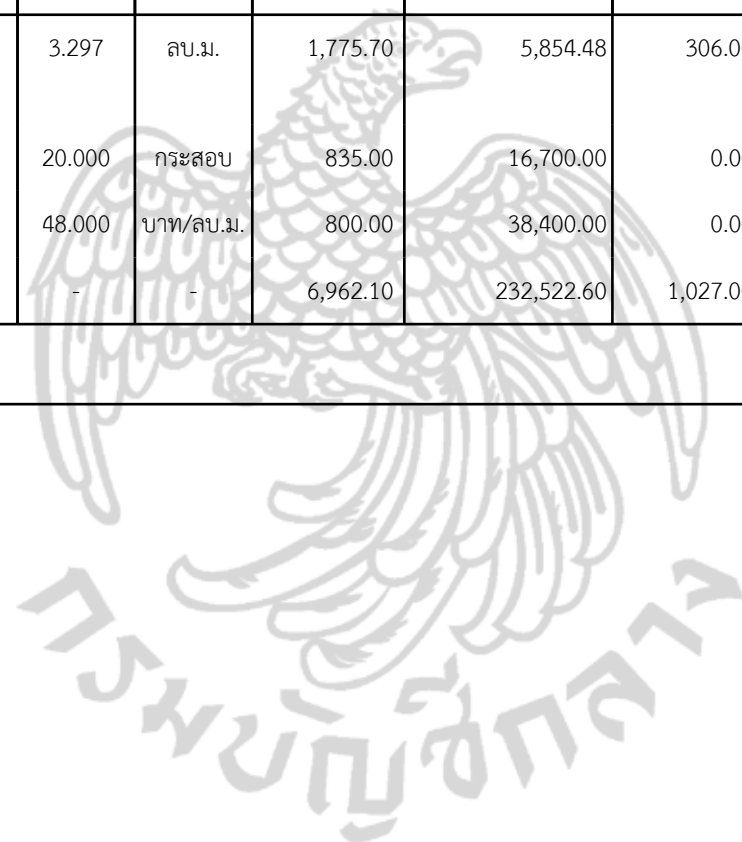 3.297 ลบ.ม. 1,775.70 5,854.48 306.0
20.000 กระสอบ 835.00 16,700.00 0.0
48.000 บาท/ลบ.ม. 800.00 38,400.00 0.0
- - 6,962.10 232,522.60 1,027.0
กรมบัญชีกลาง